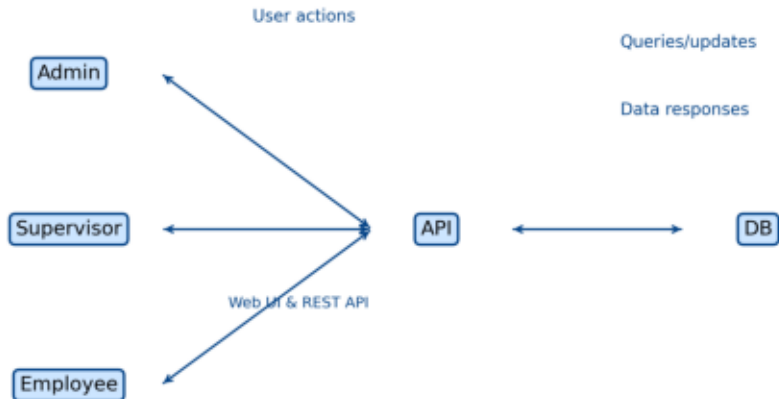 User actions
Queries/updates
Admin
Data responses
Supervisor
API
DB
Web UI & REST API
Employee